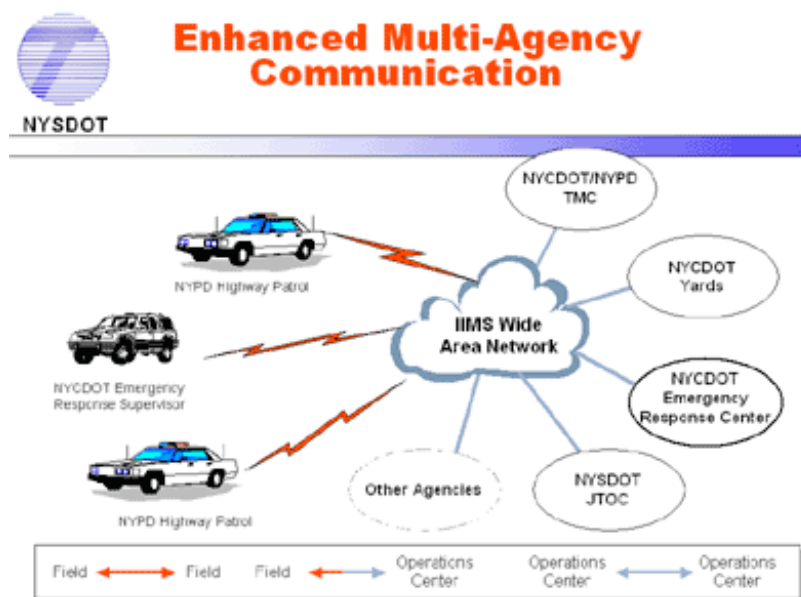 Enhanced Multi-Agency
Communication
NYSDOT
NYCDOT/NYPD
TMC
NYPD Highway Patrol
NYCDOT
Yards
IIMS Wide
Area Network
NYCDOT Emergency
Response Supervisor
NYCDOT
Emergency
Response Center
NYPD Highway Patrol
Other Agencies
NYSDOT
JTOC
Field Field Field Operations
Center Operations
Center Operations
Center